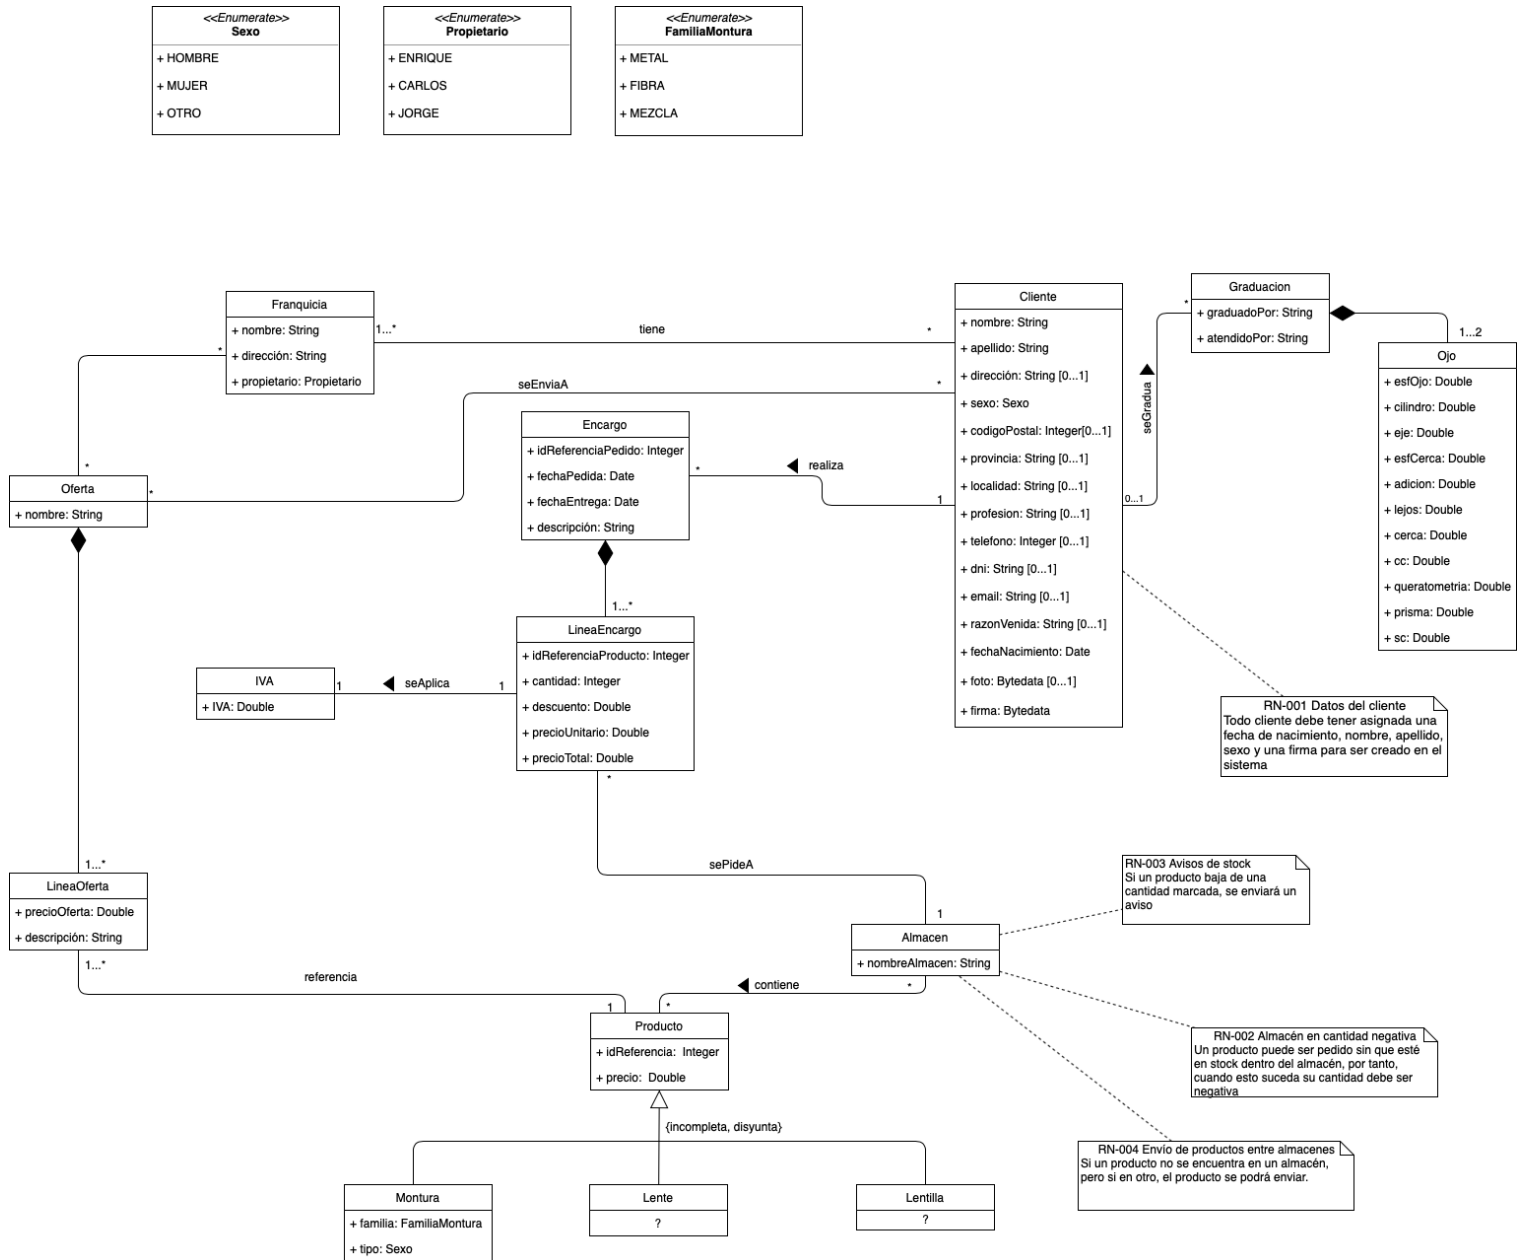 <<Enumerate>>
Sexo
+ HOMBRE
+ MUJER
+ OTRO
<<Enumerate>>
Propietario
+ ENRIQUE
+ CARLOS
+ JORGE
<<Enumerate>>
FamiliaMontura
+ METAL
+ FIBRA
+ MEZCLA
Franquicia
+ nombre: String
+ dirección: String
+ propietario: Propietario
1...*
tiene
*
*
seEnviaA
*
Cliente
+ nombre: String
+ apellido: String
+ dirección: String [0...1]
+ sexo: Sexo
+ codigoPostal: Integer[0...1]
+ provincia: String [0...1]
+ localidad: String [0...1]
+ profesion: String [0...1]
+ telefono: Integer [0...1]
+ dni: String [0...1]
+ email: String [0...1]
+ razonVenida: String [0...1]
+ fechaNacimiento: Date
+ foto: Bytedata [0...1]
+ firma: Bytedata
Graduacion
+ graduadoPor: String
+ atendidoPor: String
*
seGradua
0...1
1...2
Ojo
+ esfOjo: Double
+ cilindro: Double
+ eje: Double
+ esfCerca: Double
+ adicion: Double
+ lejos: Double
+ cerca: Double
+ cc: Double
+ queratometria: Double
+ prisma: Double
+ sc: Double
Encargo
+ idReferenciaPedido: Integer
+ fechaPedida: Date
+ fechaEntrega: Date
+ descripción: String
*
realiza
1
*
Oferta
+ nombre: String
*
1...*
LineaEncargo
+ idReferenciaProducto: Integer
+ cantidad: Integer
+ descuento: Double
+ precioUnitario: Double
+ precioTotal: Double
IVA
+ IVA: Double
1
seAplica
1
RN-001 Datos del cliente
Todo cliente debe tener asignada una
fecha de nacimiento, nombre, apellido,
sexo y una firma para ser creado en el
sistema
*
sePideA
1
1...*
LineaOferta
+ precioOferta: Double
+ descripción: String
1...*
referencia
1
Almacen
+ nombreAlmacen: String
*
contiene
*
RN-003 Avisos de stock
Si un producto baja de una
cantidad marcada, se enviará un
aviso
Producto
+ idReferencia: Integer
+ precio: Double
RN-002 Almacén en cantidad negativa
Un producto puede ser pedido sin que esté
en stock dentro del almacén, por tanto,
cuando esto suceda su cantidad debe ser
negativa
{incompleta, disyunta}
RN-004 Envío de productos entre almacenes
Si un producto no se encuentra en un almacén,
pero si en otro, el producto se podrá enviar.
Montura
+ familia: FamiliaMontura
+ tipo: Sexo
Lente
?
Lentilla
?